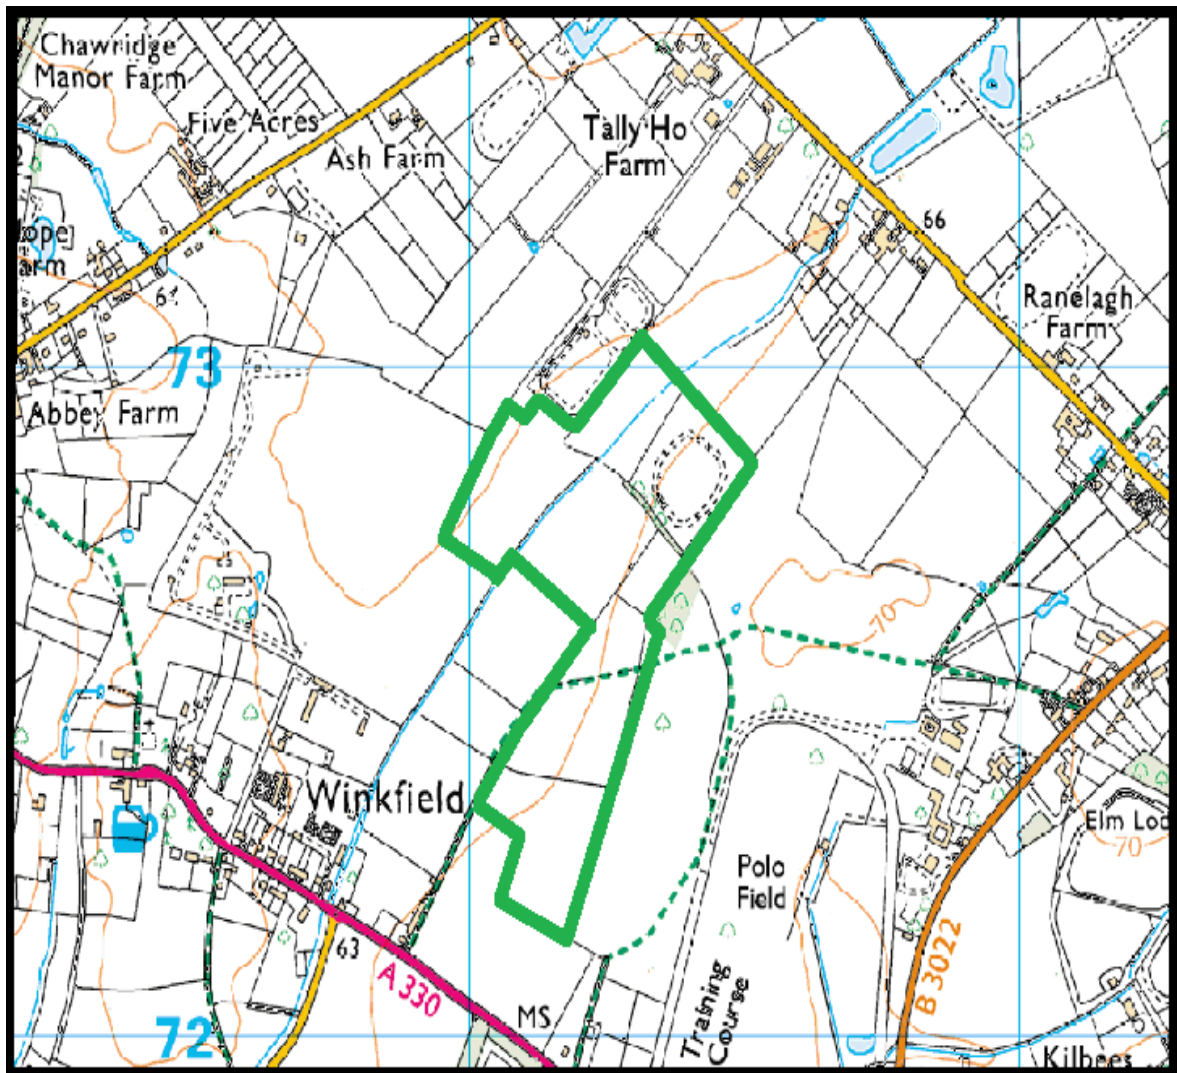 Chawridge
Manor Farm
Five Acres
Ash Farm
Tally Ho
Farm
66
Ranelagh
Farm
73
Abbey Farm
70
Winkfield
Polo
Field
Elm Lod
70
63
A 330
B 3022
MS
Training
Course
72
Kilbees